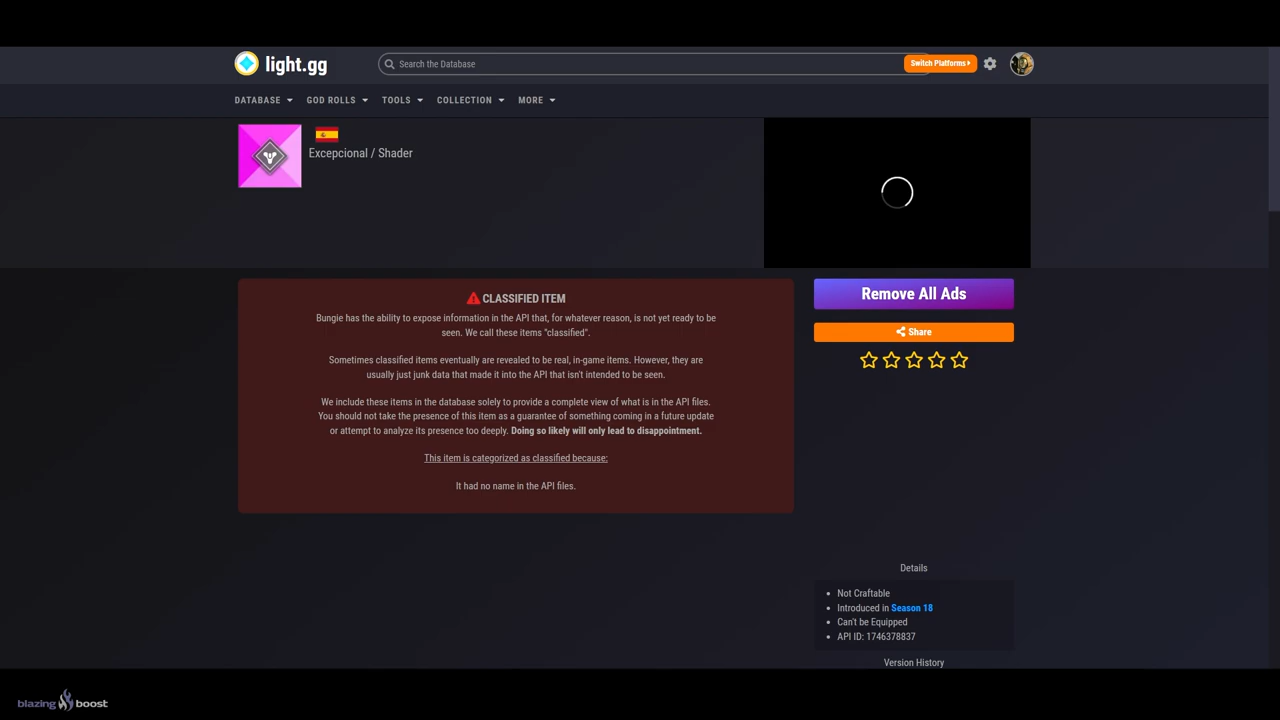 light.gg
Search the Database
Switch Platforms
DATABASE
GOD ROLLS
TOOLS
COLLECTION
MORE
Excepcional / Shader
CLASSIFIED ITEM
Bungie has the ability to expose information in the API that, for whatever reason, is not yet ready to be
seen. We call these items "classified".
Sometimes classified items eventually are revealed to be real, in-game items. However, they are
usually just junk data that made it into the API that isn't intended to be seen.
We include these items in the database solely to provide a complete view of what is in the API files.
You should not take the presence of this item as a guarantee of something coming in a future update
or attempt to analyze its presence too deeply. Doing so likely will only lead to disappointment.
This item is categorized as classified because:
It had no name in the API files.
Remove All Ads
Share
Details
Not Craftable
Introduced in Season 18
Can't be Equipped
API ID: 1746378837
Version History
blazing boost